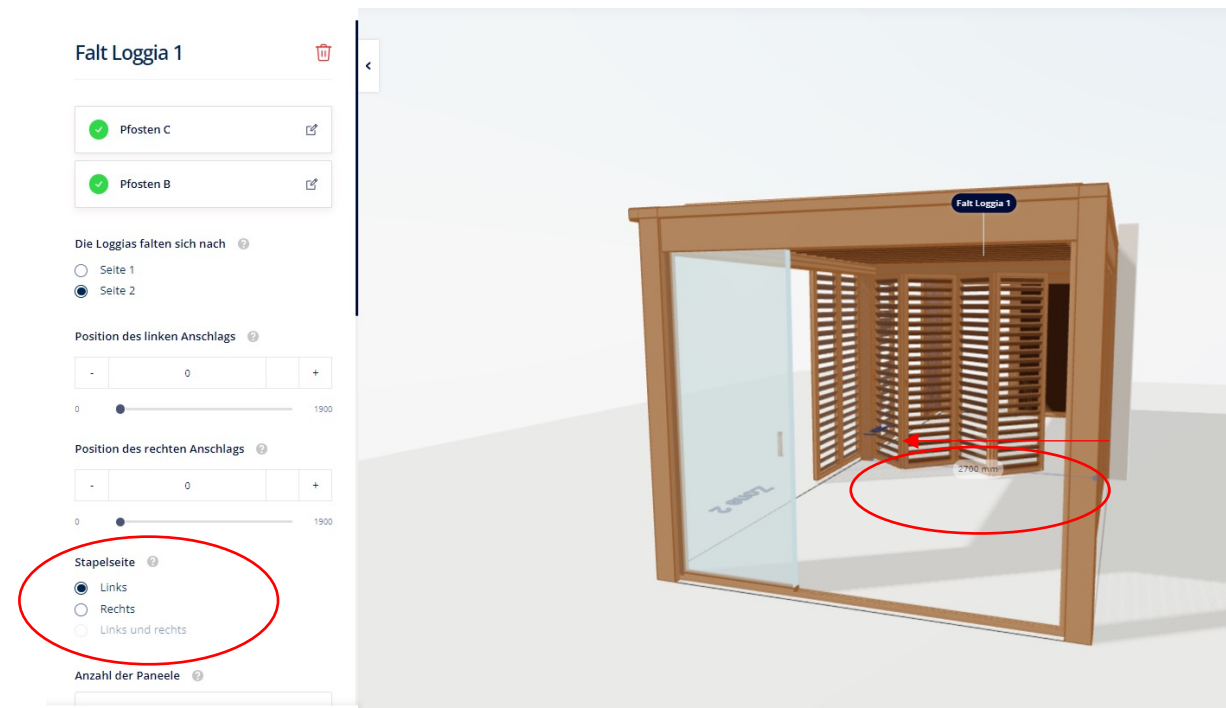 Falt Loggia 1
Pfosten C
Pfosten B
Die Loggias falten sich nach
Seite 1
Seite 2
Position des linken Anschlags
- 0 +
0 1900
Position des rechten Anschlags
- 0 +
0 1900
Stapelseite
Links
Rechts
Links und rechts
Anzahl der Paneele
Falt Loggia 1
2700 mm
Zone 2